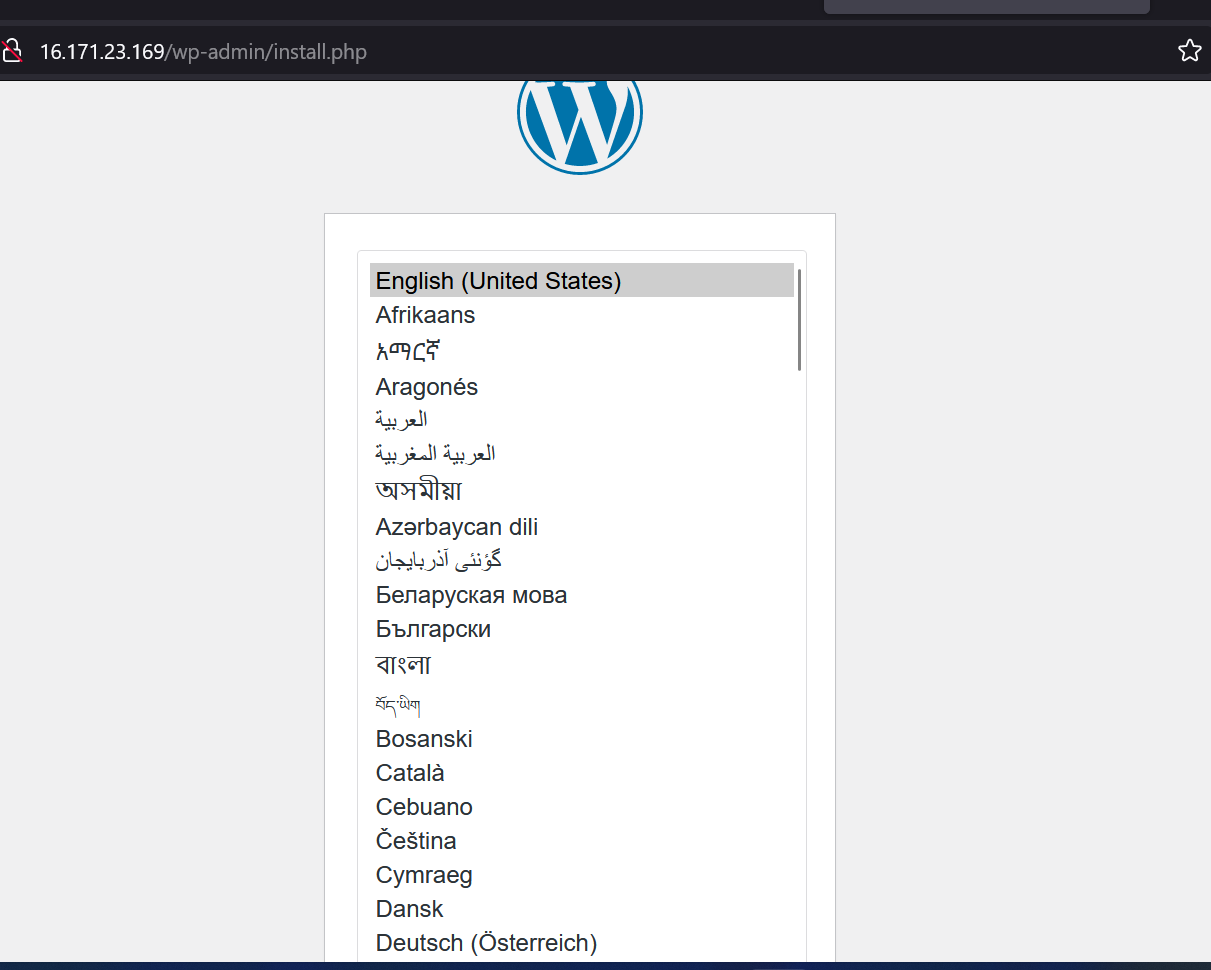 16.171.23.169/wp-admin/install.php
English (United States)
Afrikaans
አማርኛ
Aragonés
العربية
العربية المغربية
অসমীয়া
Azərbaycan dili
گؤنئی آذربایجان
Беларуская мова
Български
বাংলা
བོད་ཡིག
Bosanski
Català
Cebuano
Čeština
Cymraeg
Dansk
Deutsch (Österreich)